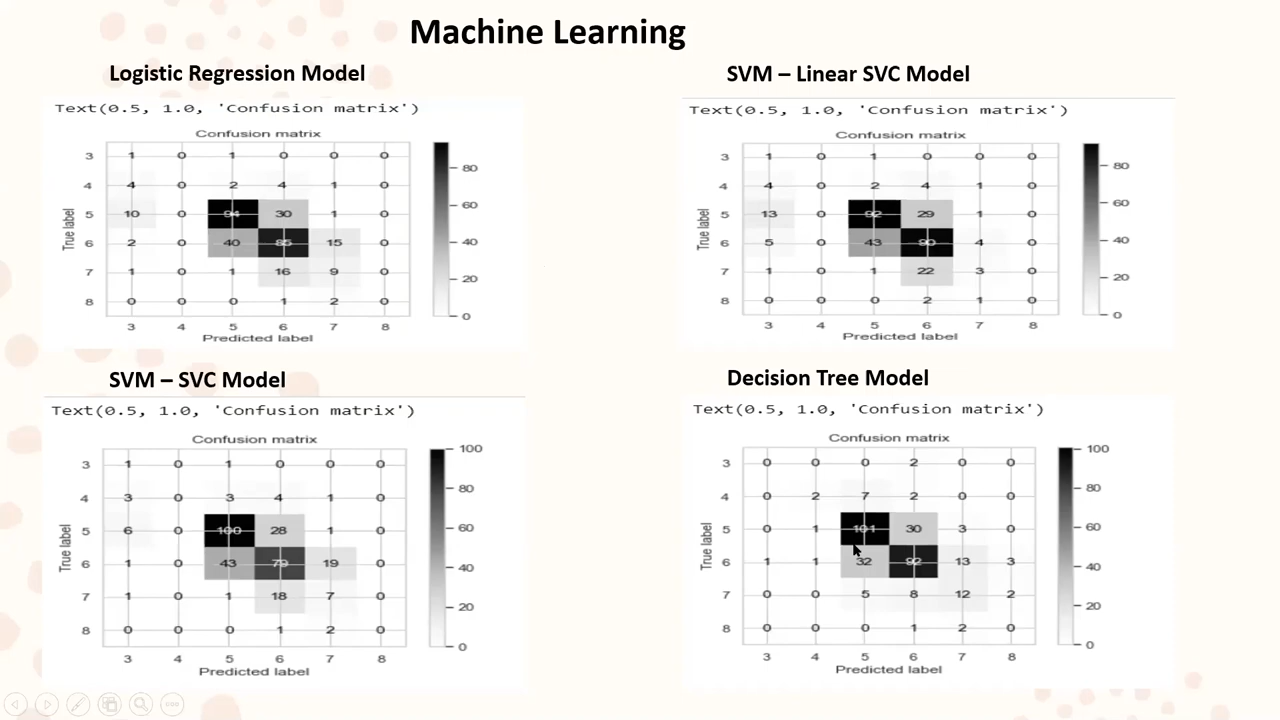 Machine Learning
Logistic Regression Model
Text(0.5, 1.0, 'Confusion matrix')
Confusion matrix
True label
3 1 0 1 0 0 0
4 4 0 2 4 1 0
5 10 0 94 30 1 0
6 2 0 40 85 15 0
7 1 0 1 16 9 0
8 0 0 0 1 2 0
3 4 5 6 7 8
Predicted label
80
60
40
20
0
SVM – Linear SVC Model
Text(0.5, 1.0, 'Confusion matrix')
Confusion matrix
True label
3 1 0 1 0 0 0
4 4 0 2 4 1 0
5 13 0 92 29 1 0
6 5 0 43 90 4 0
7 1 0 1 22 3 0
8 0 0 0 2 1 0
3 4 5 6 7 8
Predicted label
80
60
40
20
0
SVM – SVC Model
Text(0.5, 1.0, 'Confusion matrix')
Confusion matrix
True label
3 1 0 1 0 0 0
4 3 0 3 4 1 0
5 6 0 100 28 1 0
6 1 0 43 79 19 0
7 1 0 1 18 7 0
8 0 0 0 1 2 0
3 4 5 6 7 8
Predicted label
100
80
60
40
20
0
Decision Tree Model
Text(0.5, 1.0, 'Confusion matrix')
Confusion matrix
True label
3 0 0 0 2 0 0
4 0 2 7 2 0 0
5 0 1 101 30 3 0
6 1 1 32 92 13 3
7 0 0 5 8 12 2
8 0 0 0 1 2 0
3 4 5 6 7 8
Predicted label
100
80
60
40
20
0